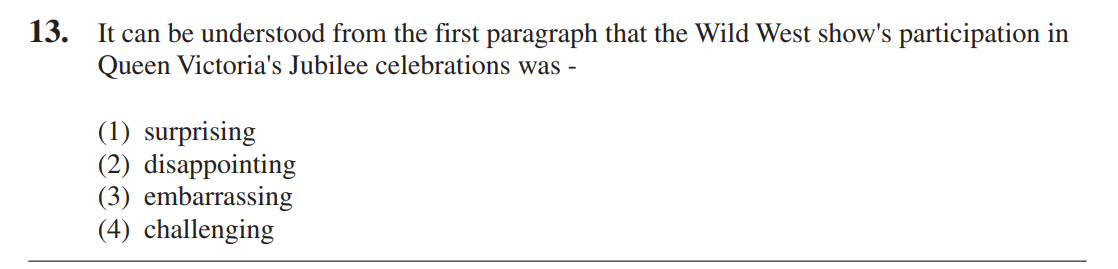 13. It can be understood from the first paragraph that the Wild West show's participation in
Queen Victoria's Jubilee celebrations was -
(1) surprising
(2) disappointing
(3) embarrassing
(4) challenging